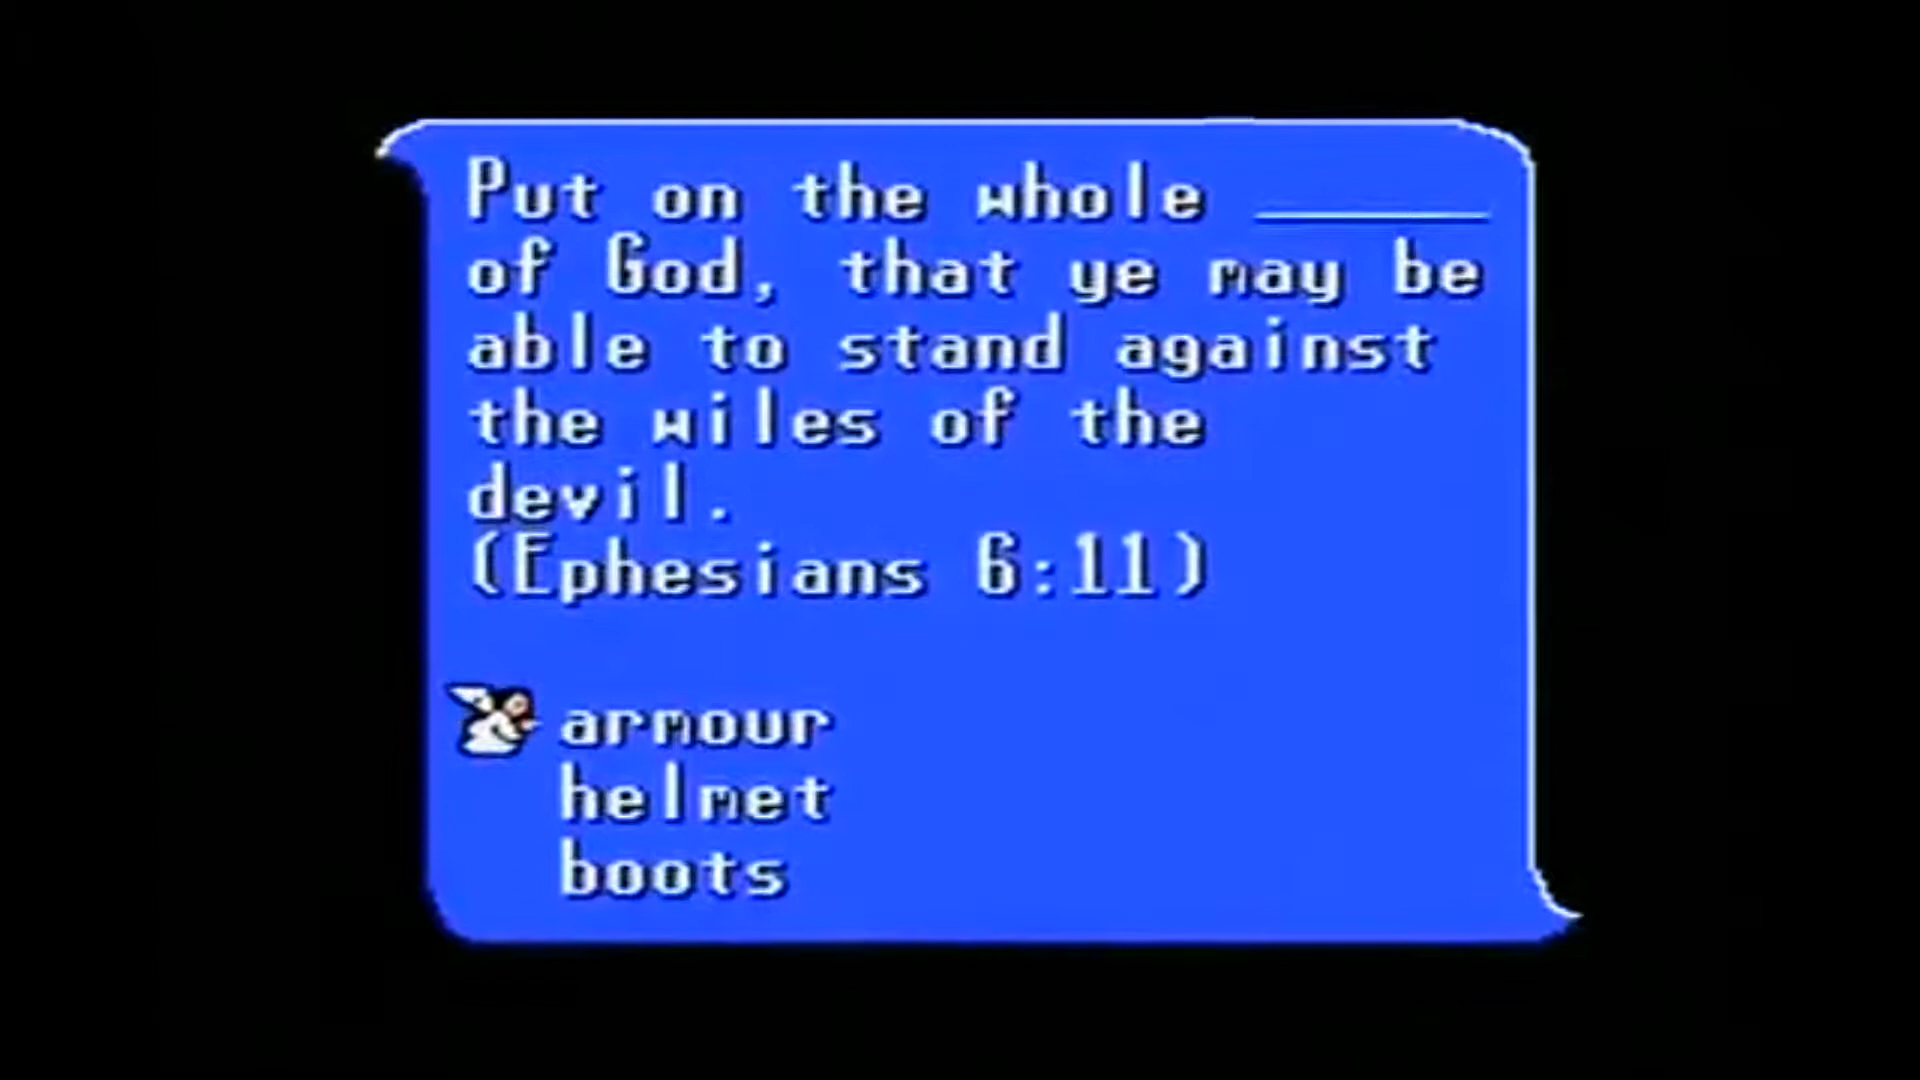 Put on the whole _____
of God, that ye may be
able to stand against
the wiles of the
devil.
(Ephesians 6:11)
armour
helmet
boots